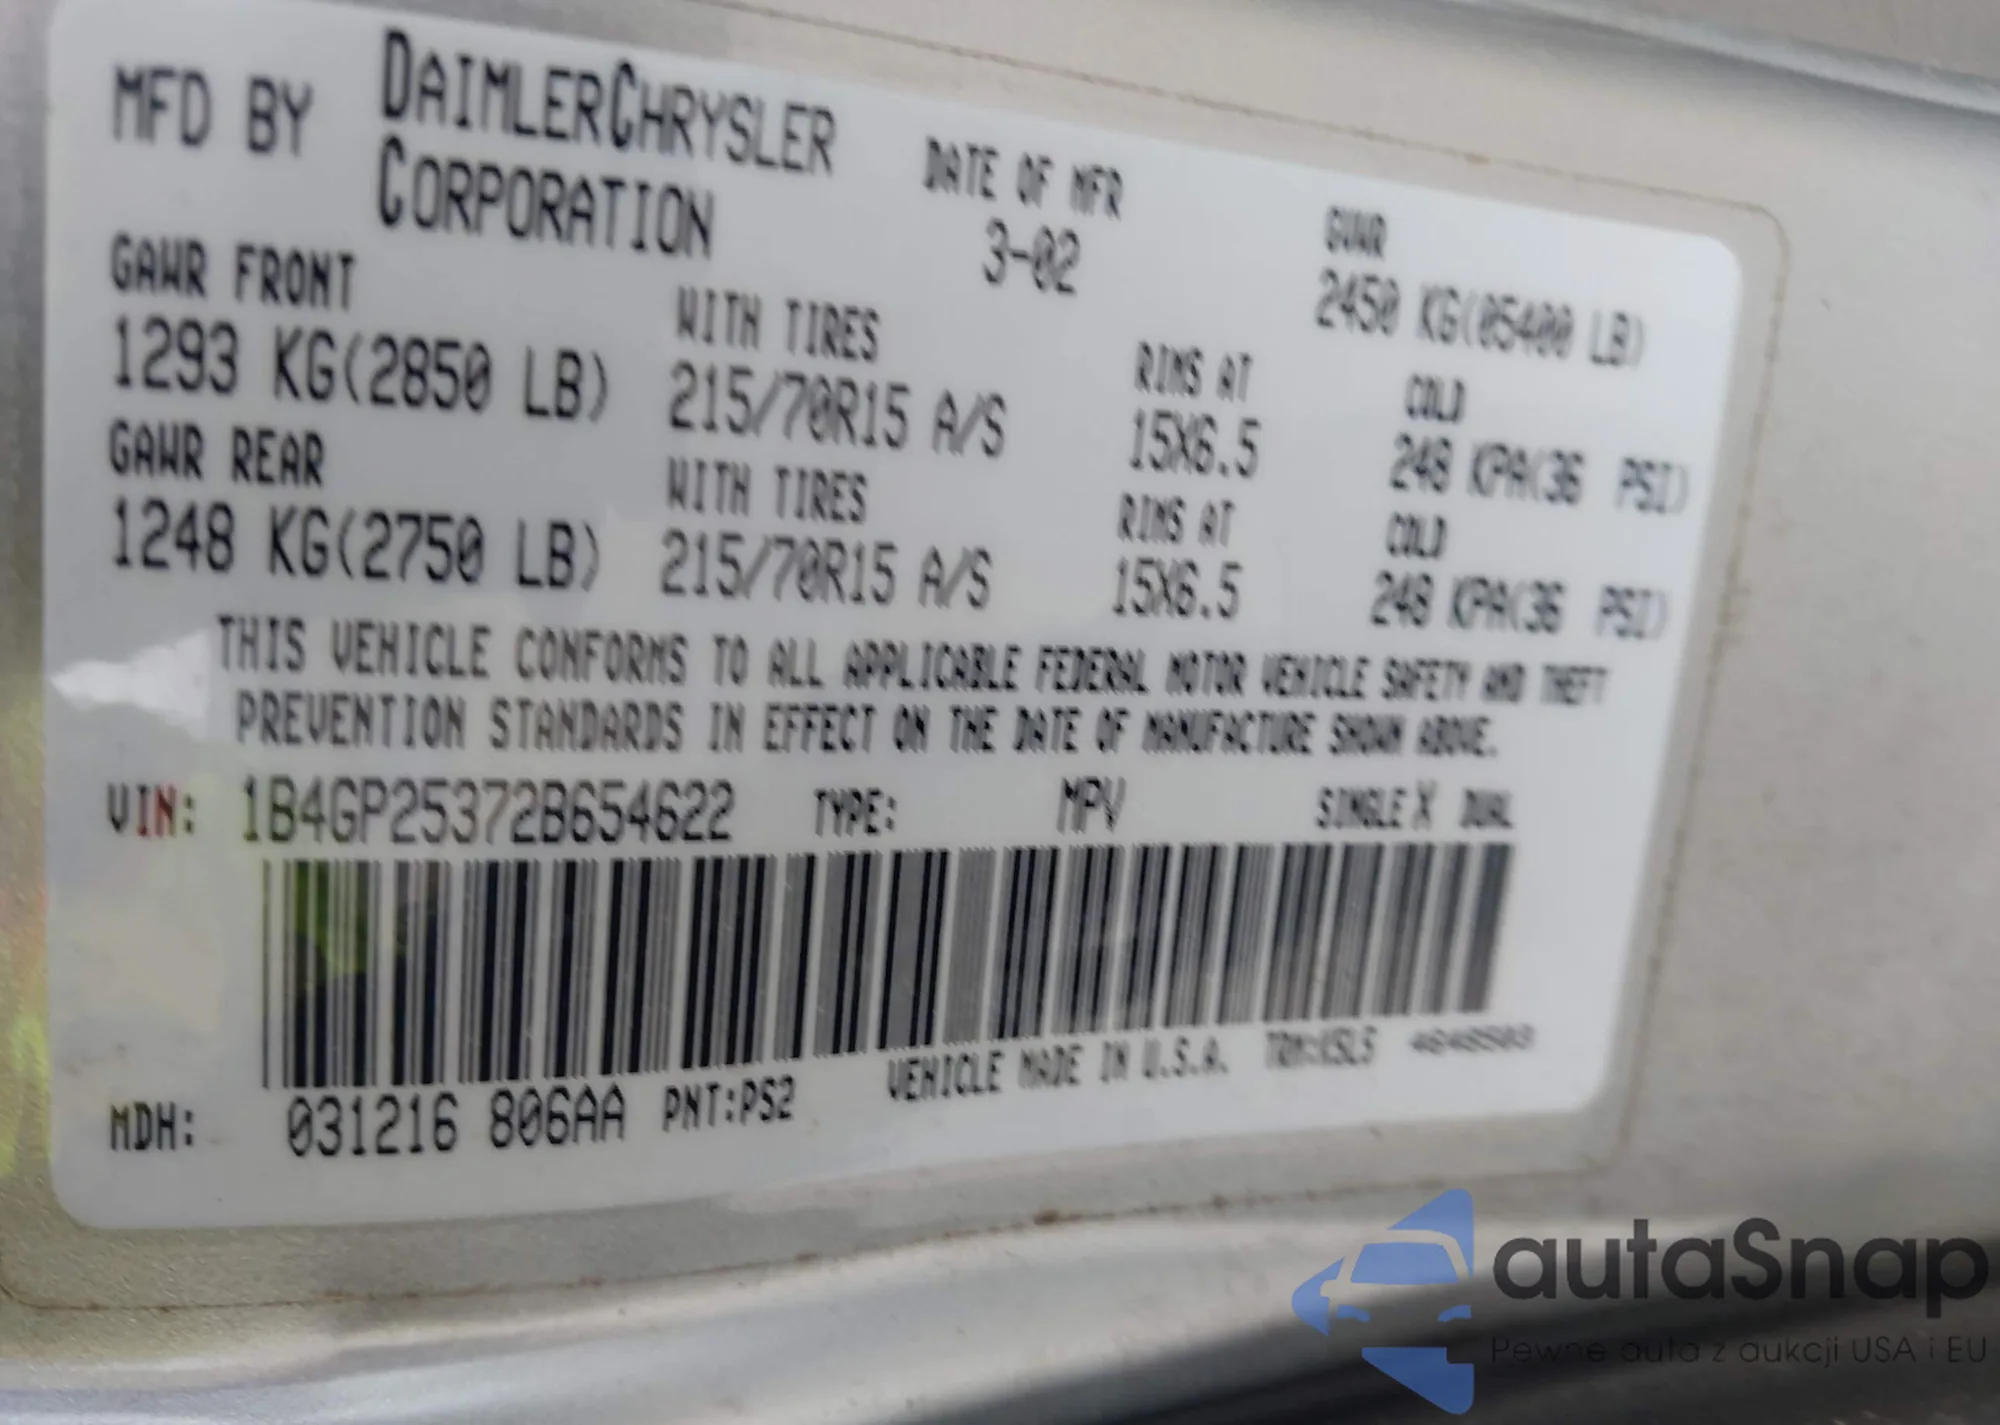 MFD BY DAIMLERCHRYSLER CORPORATION
DATE OF MFR
3-02
GVWR
2450 KG(05400 LB)
GAWR FRONT
1293 KG(2850 LB)
WITH TIRES
215/70R15 A/S
RIMS AT
15X6.5
COLD
248 KPA(36 PSI)
GAWR REAR
1248 KG(2750 LB)
WITH TIRES
215/70R15 A/S
RIMS AT
15X6.5
COLD
248 KPA(36 PSI)
THIS VEHICLE CONFORMS TO ALL APPLICABLE FEDERAL MOTOR VEHICLE SAFETY AND THEFT
PREVENTION STANDARDS IN EFFECT ON THE DATE OF MANUFACTURE SHOWN ABOVE.
VIN: 1B4GP25372B654622 TYPE: MPV SINGLE X DUAL
MDH: 031216 806AA PNT:PS2 VEHICLE MADE IN U.S.A. TRM:VSL5 4648503
autaSnap
Pewne auta z aukcji USA i EU